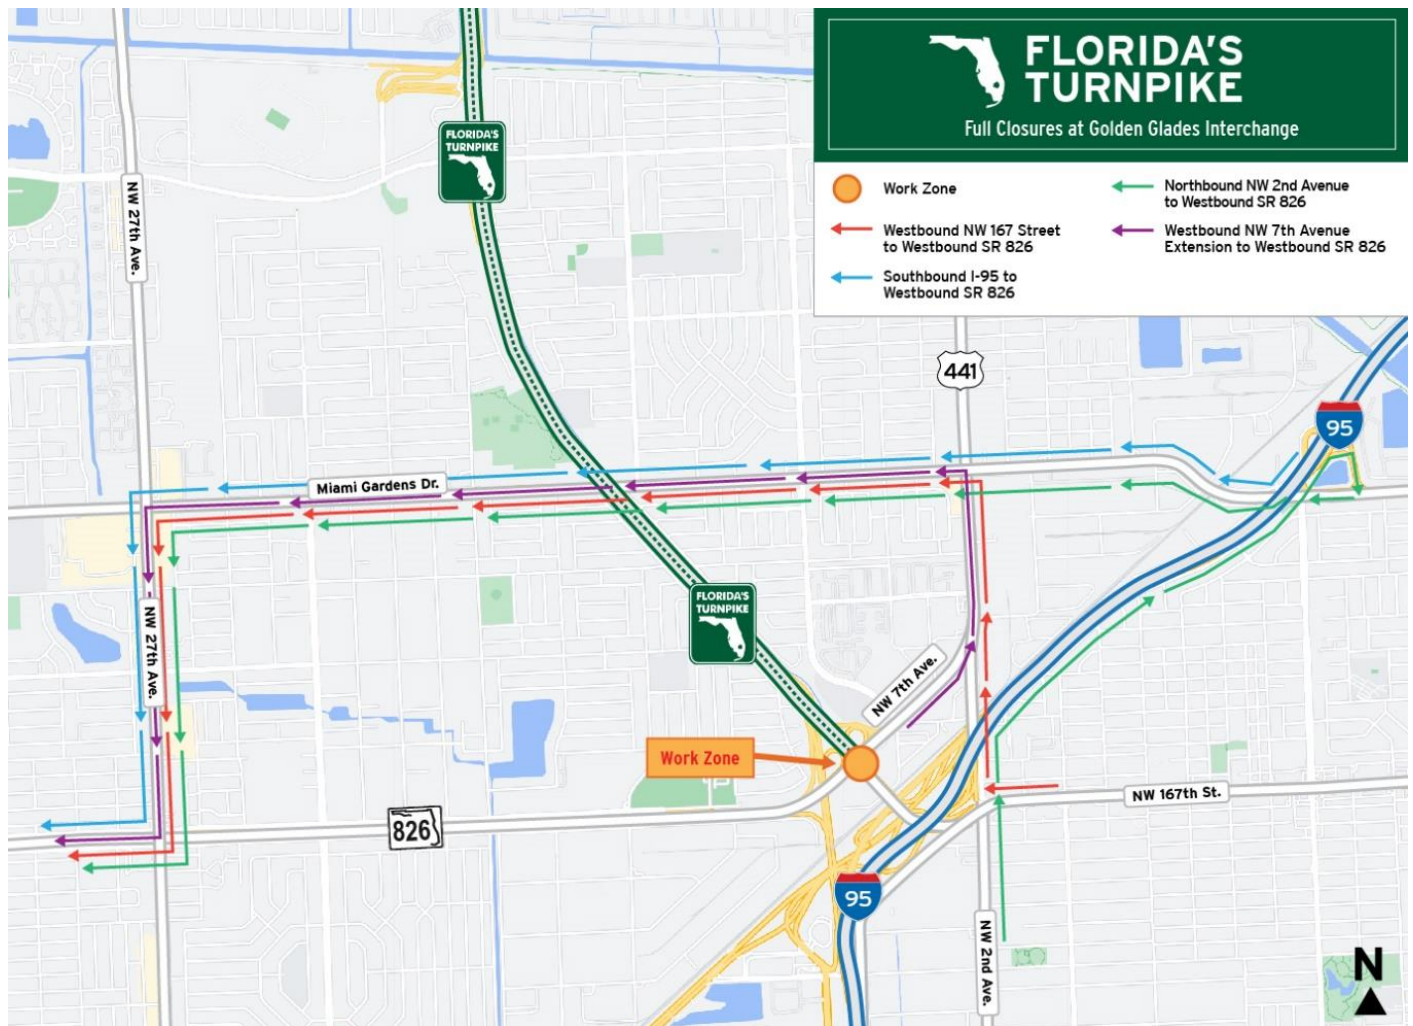 FLORIDA'S
TURNPIKE
Full Closures at Golden Glades Interchange
Work Zone
Westbound NW 167 Street
to Westbound SR 826
Southbound I-95 to
Westbound SR 826
Northbound NW 2nd Avenue
to Westbound SR 826
Westbound NW 7th Avenue
Extension to Westbound SR 826
FLORIDA'S
TURNPIKE
NW 27th Ave.
441
95
Miami Gardens Dr.
FLORIDA'S
TURNPIKE
NW 27th Ave.
NW 7th Ave.
Work Zone
NW 167th St.
826
95
NW 2nd Ave.
N